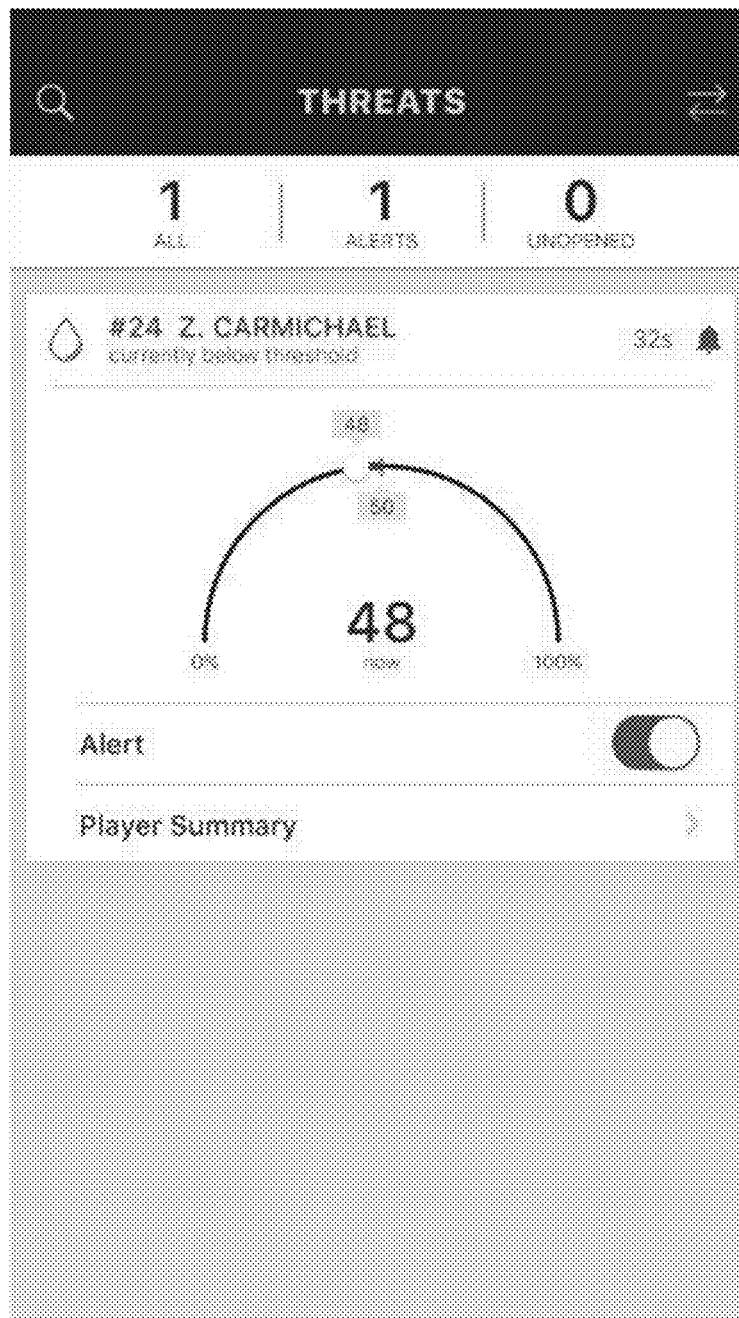 THREATS
1 | 1 | 0
ALL ALERTS UNOPENED
#24 Z. CARMICHAEL 32s
currently below threshold
48
50
48
0% now 100%
Alert
Player Summary